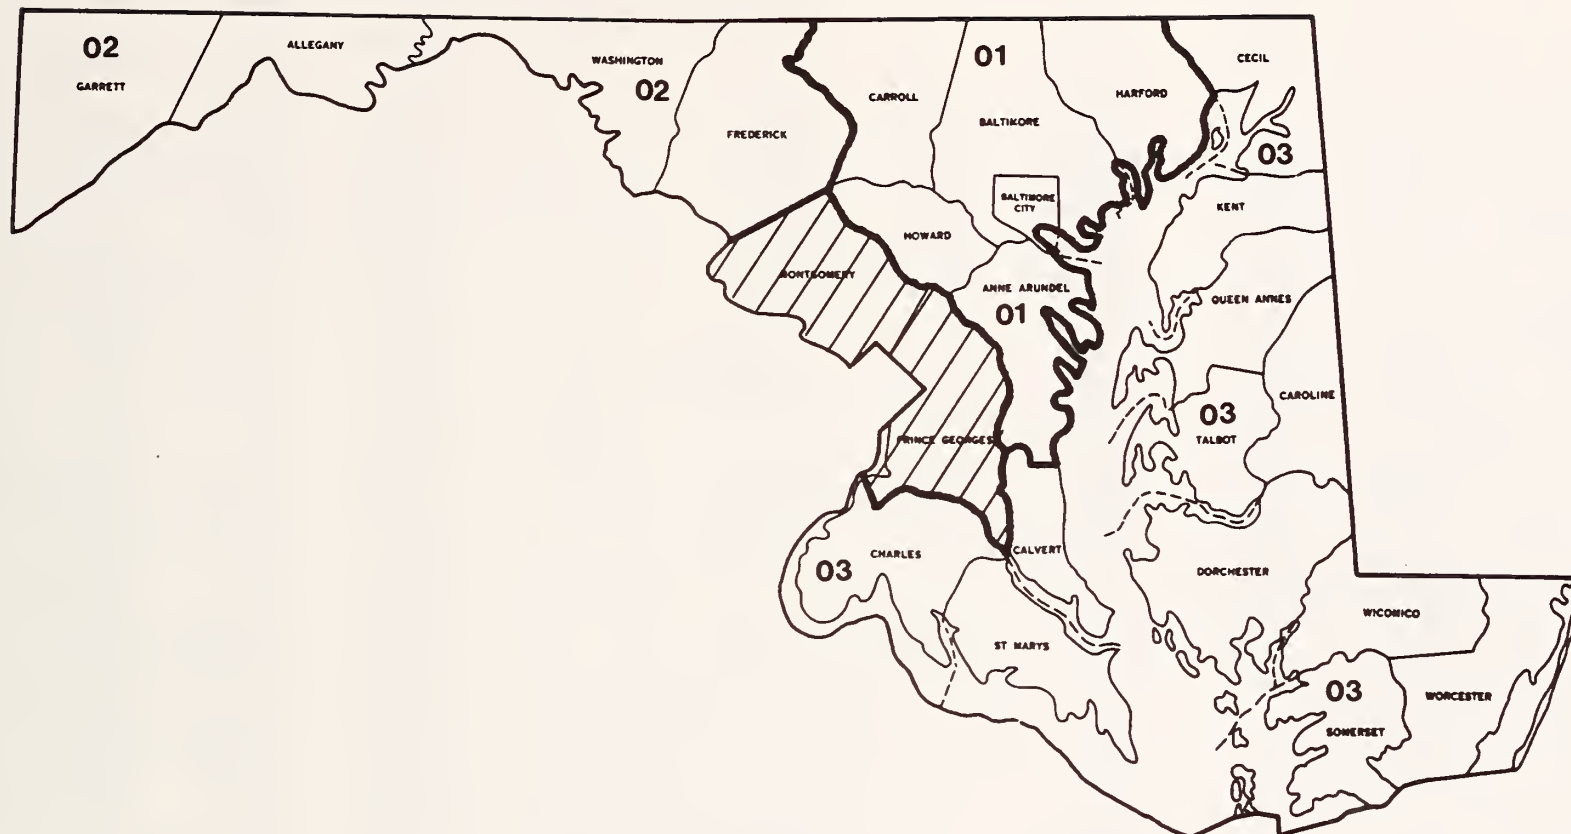 02
GARRETT
ALLEGANY
WASHINGTON
02
FREDERICK
CARROLL
01
BALTIKORE
HARFORD
CECIL
03
BALTIMORE
CITY
KENT
HOWARD
MONTGOMERY
ANNE ARUNDEL
01
QUEEN ANNES
CAROLINE
03
TALBOT
PRINCE GEORGES
CHARLES
03
CALVERT
DORCHESTER
WICOMICO
ST MARYS
03
SOMERSET
WORCESTER